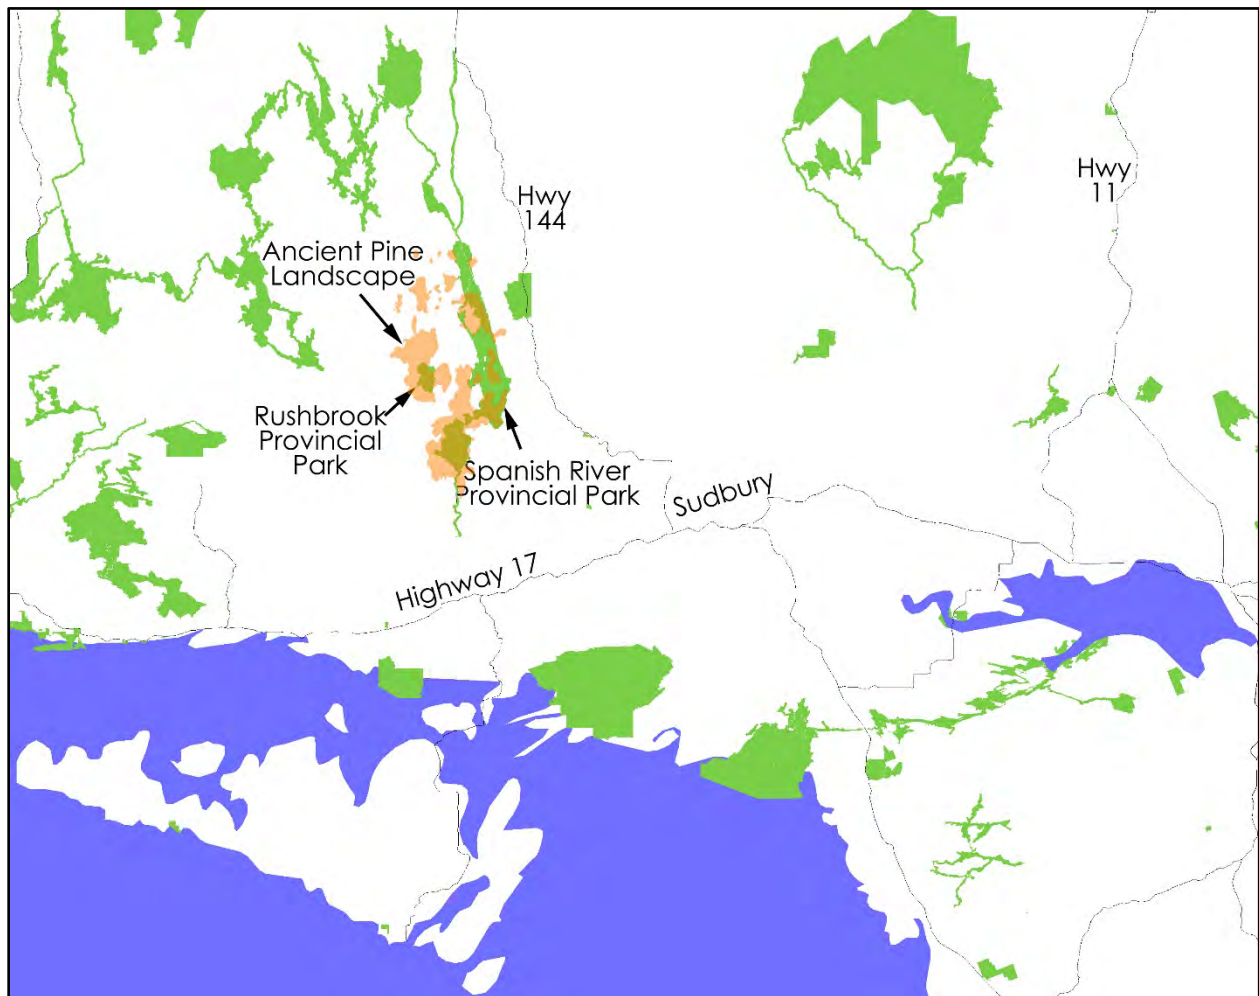 Hwy
11
Hwy
144
Ancient Pine
Landscape
Rushbrook
Provincial
Park
Spanish River
Provincial Park
Sudbury
Highway 17